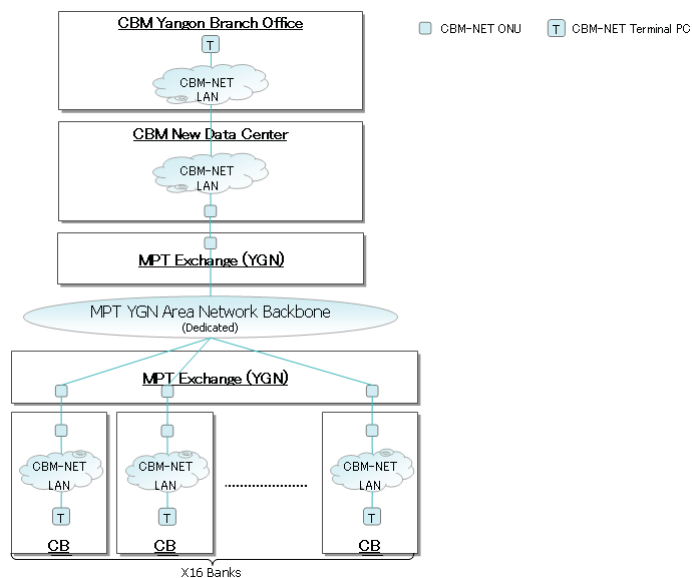 CBM Yangon Branch Office
CBM-NET ONU
T CBM-NET Terminal PC
T
CBM-NET
LAN
CBM New Data Center
CBM-NET
LAN
MPT Exchange (YGN)
MPT YGN Area Network Backbone
(Dedicated)
MPT Exchange (YGN)
CBM-NET
LAN
T
CB
CBM-NET
LAN
T
CB
CBM-NET
LAN
T
CB
X16 Banks